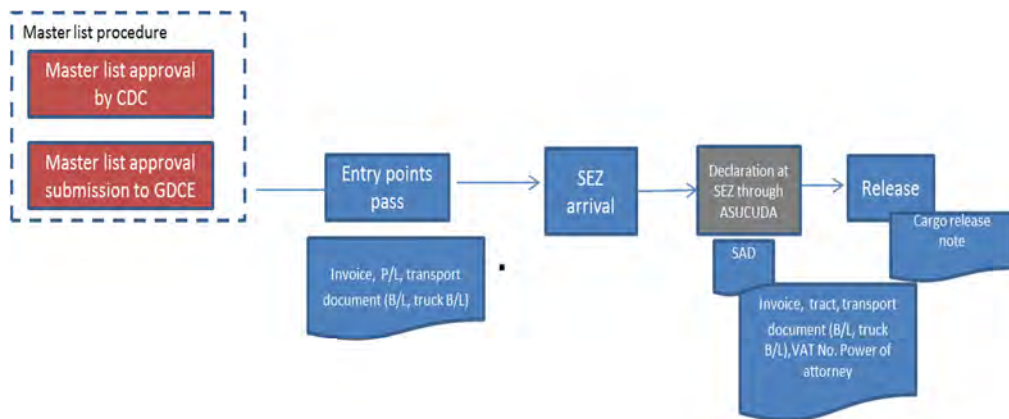 Master list procedure
Master list approval
by CDC
Master list approval
submission to GDCE
Entry points
pass
SEZ
arrival
Declaration at
SEZ through
ASUCUDA
Release
Cargo release
note
SAD
Invoice, P/L, transport
document (B/L, truck B/L)
Invoice, tract, transport
document (B/L, truck
B/L),VAT No. Power of
attorney